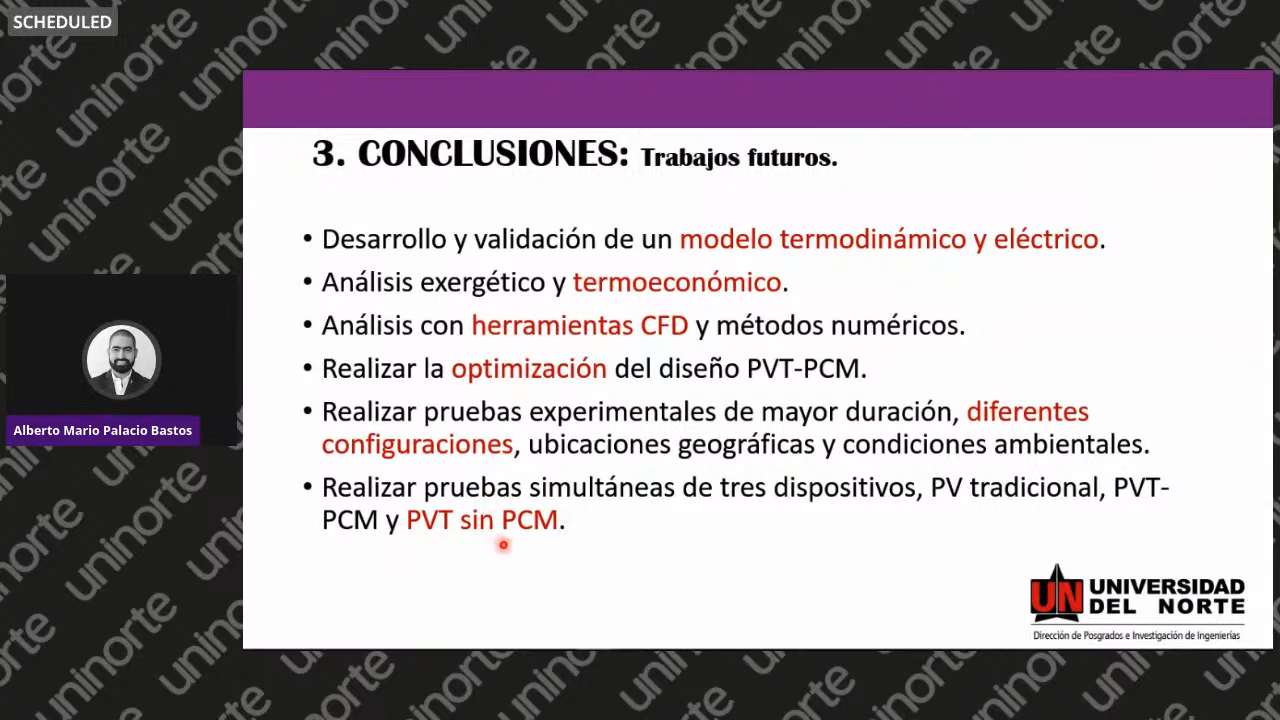 SCHEDULED
3. CONCLUSIONES: Trabajos futuros.
• Desarrollo y validación de un modelo termodinámico y eléctrico.
• Análisis exergético y termoeconómico.
• Análisis con herramientas CFD y métodos numéricos.
• Realizar la optimización del diseño PVT-PCM.
• Realizar pruebas experimentales de mayor duración, diferentes
configuraciones, ubicaciones geográficas y condiciones ambientales.
• Realizar pruebas simultáneas de tres dispositivos, PV tradicional, PVT-
PCM y PVT sin PCM.
Alberto Mario Palacio Bastos
UN UNIVERSIDAD
DEL NORTE
Dirección de Posgrados e Investigación de Ingenierías
uninorte